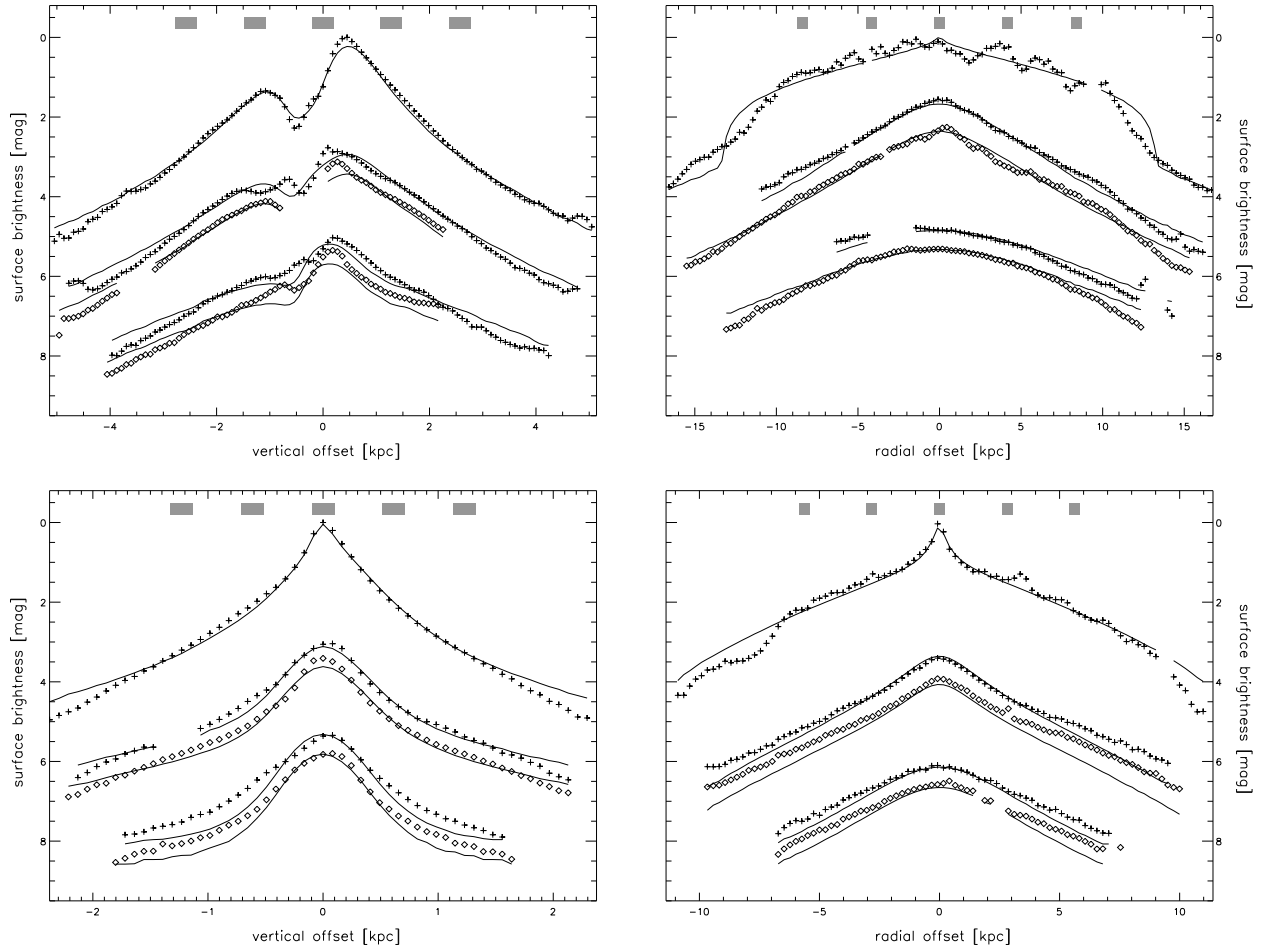 0
2
4
6
8
surface brightness [mag]
−4 −2 0 2 4
vertical offset [kpc]
0
2
4
6
8
surface brightness [mag]
−15 −10 −5 0 5 10 15
radial offset [kpc]
0
2
4
6
8
surface brightness [mag]
−2 −1 0 1 2
vertical offset [kpc]
0
2
4
6
8
surface brightness [mag]
−10 −5 0 5 10
radial offset [kpc]